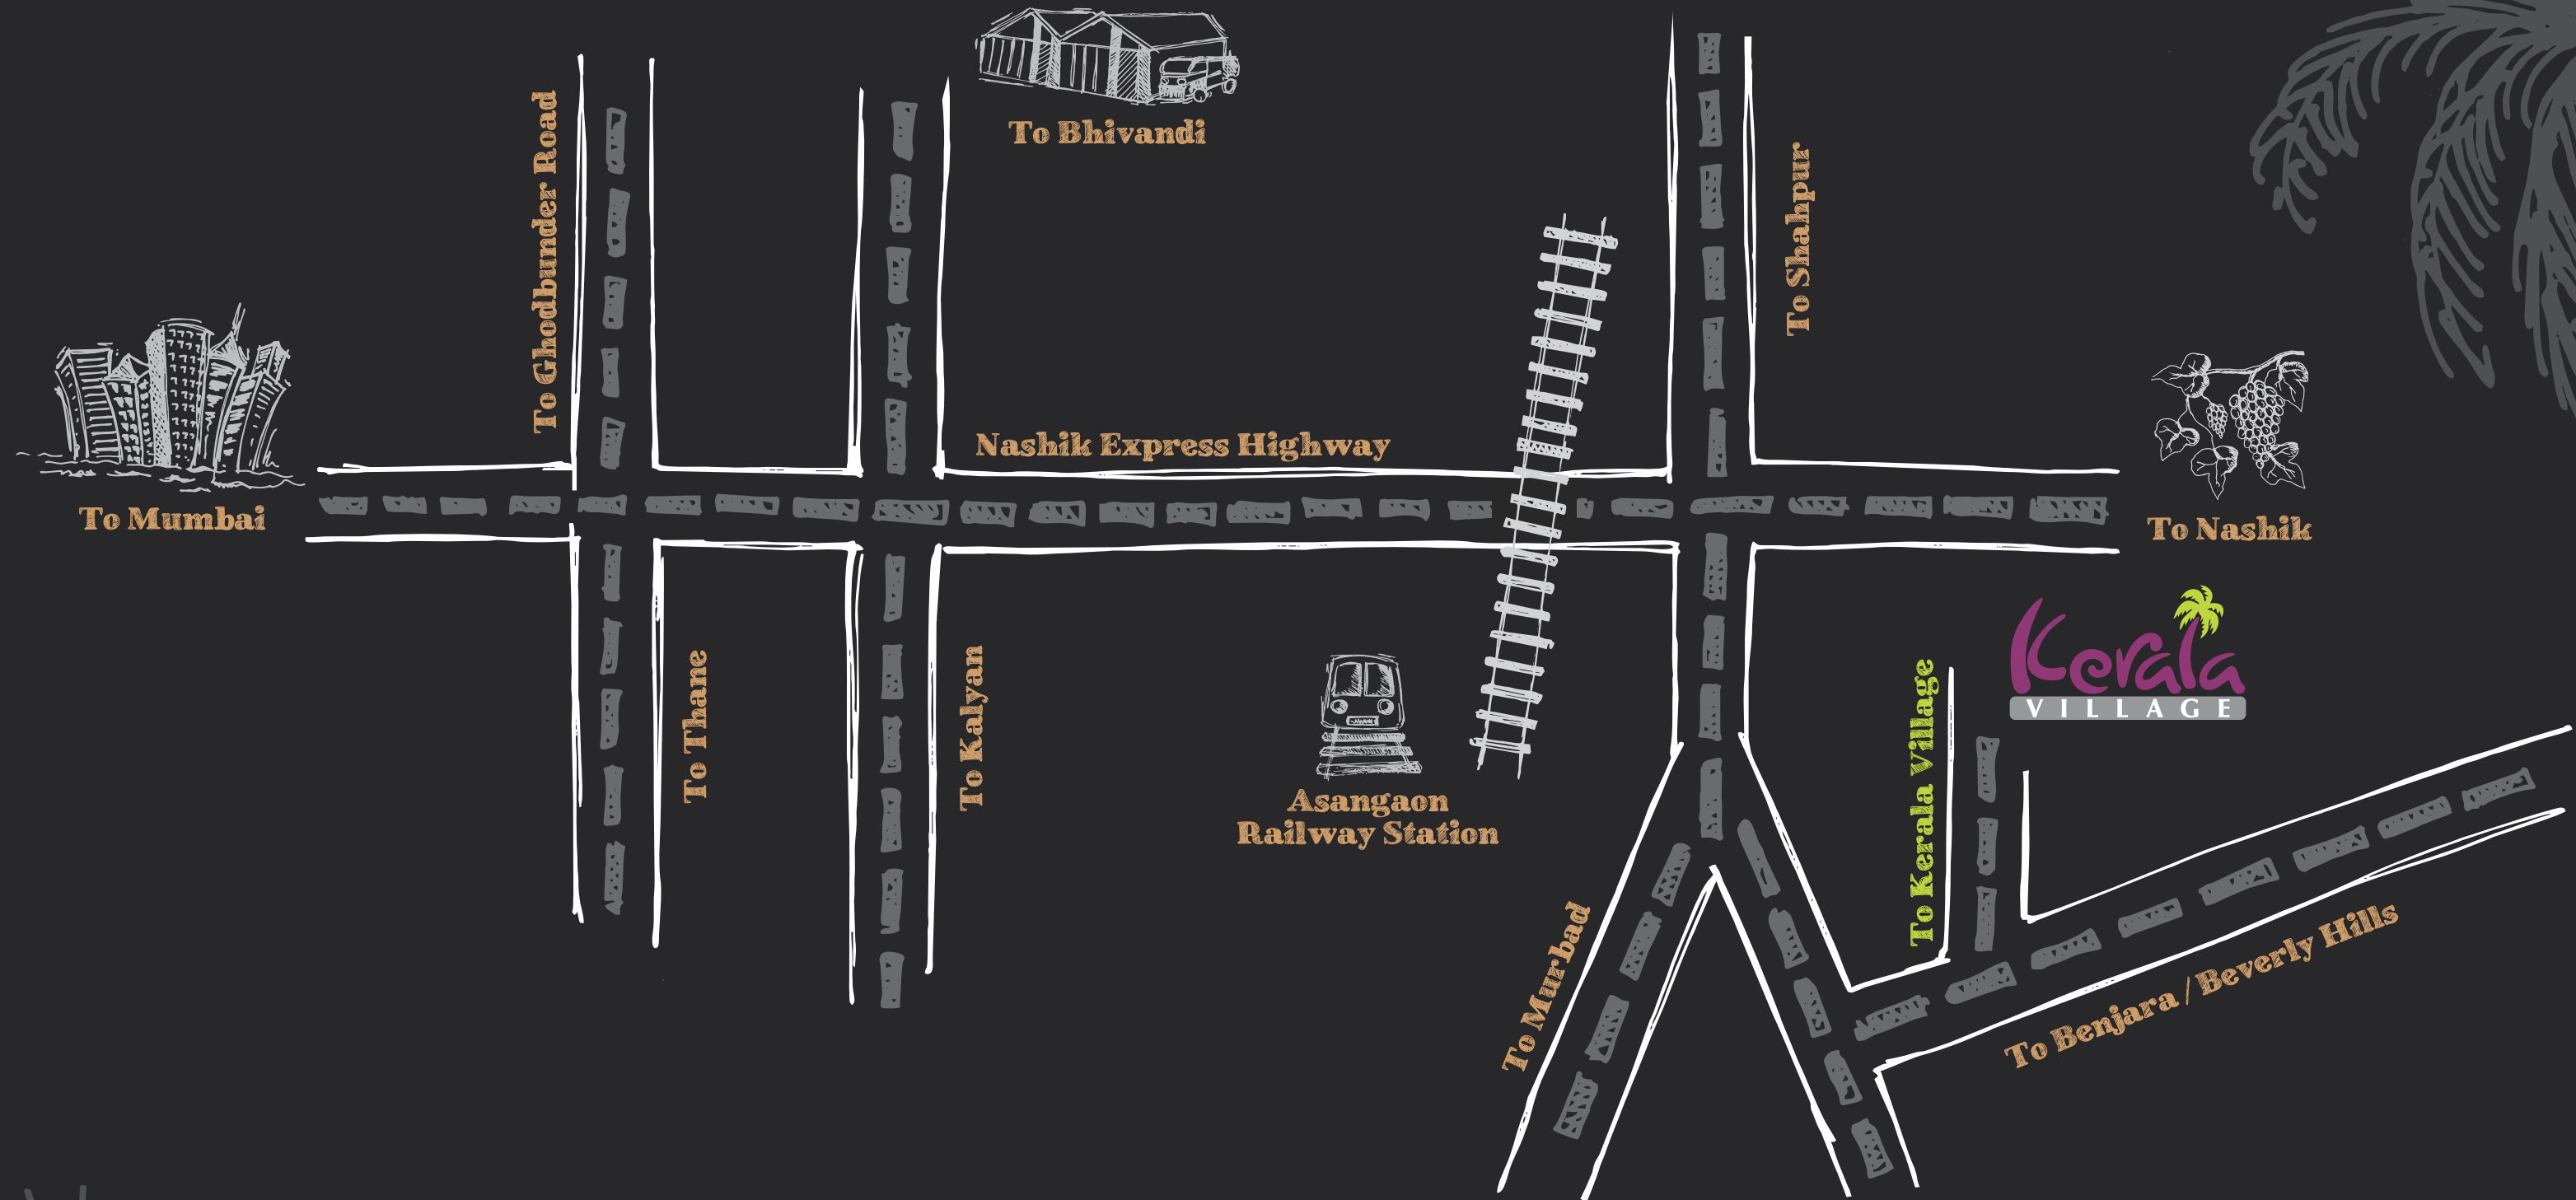 To Bhivandi
To Ghodbunder Road
To Shahpur
Nashik Express Highway
To Mumbai
To Nashik
Kerala
VILLAGE
To Thane
To Kalyan
To Kerala Village
Asangaon
Railway Station
To Murbad
To Benjara / Beverly Hills